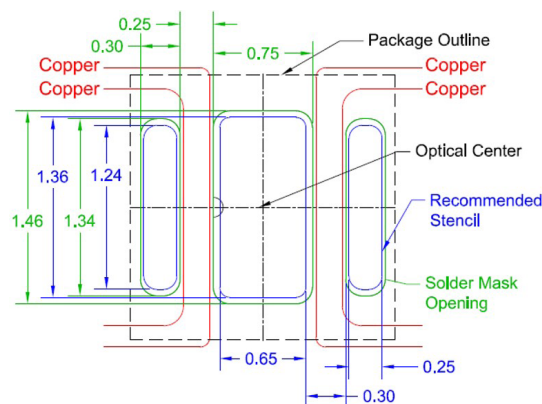 0.25
0.30
0.75
Package Outline
Copper
Copper
Copper
Copper
Optical Center
1.46
1.36
1.34
1.24
Recommended
Stencil
Solder Mask
Opening
0.65
0.25
0.30